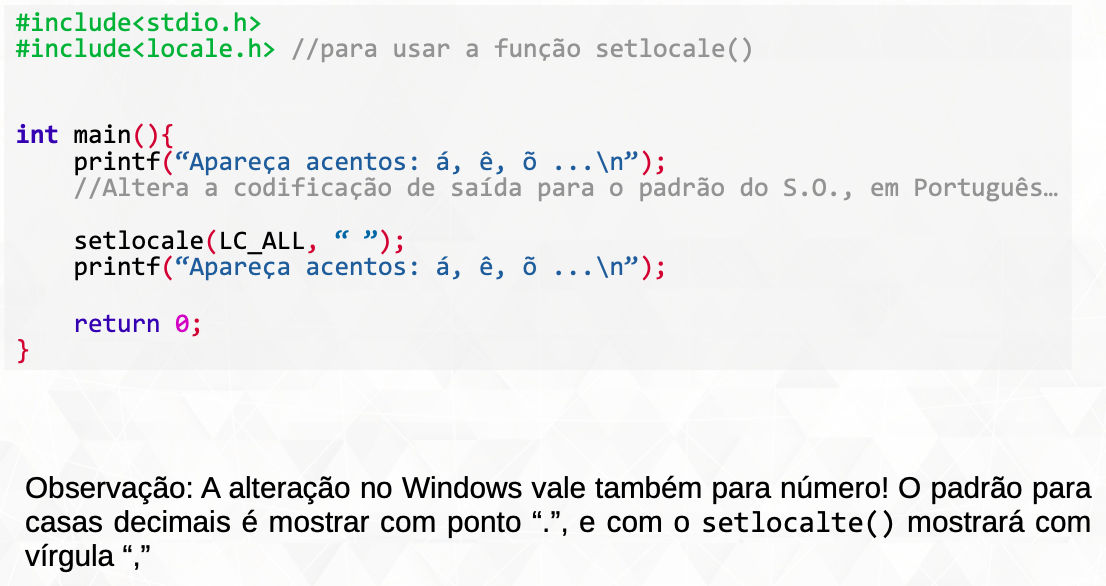 #include<stdio.h>
#include<locale.h> //para usar a função setlocale()
int main(){
printf(“Apareça acentos: á, ê, õ ...\n”);
//Altera a codificação de saída para o padrão do S.O., em Português…
setlocale(LC_ALL, “ ”);
printf(“Apareça acentos: á, ê, õ ...\n”);
return 0;
}
Observação: A alteração no Windows vale também para número! O padrão para
casas decimais é mostrar com ponto “.”, e com o setlocalte() mostrará com
vírgula “,”